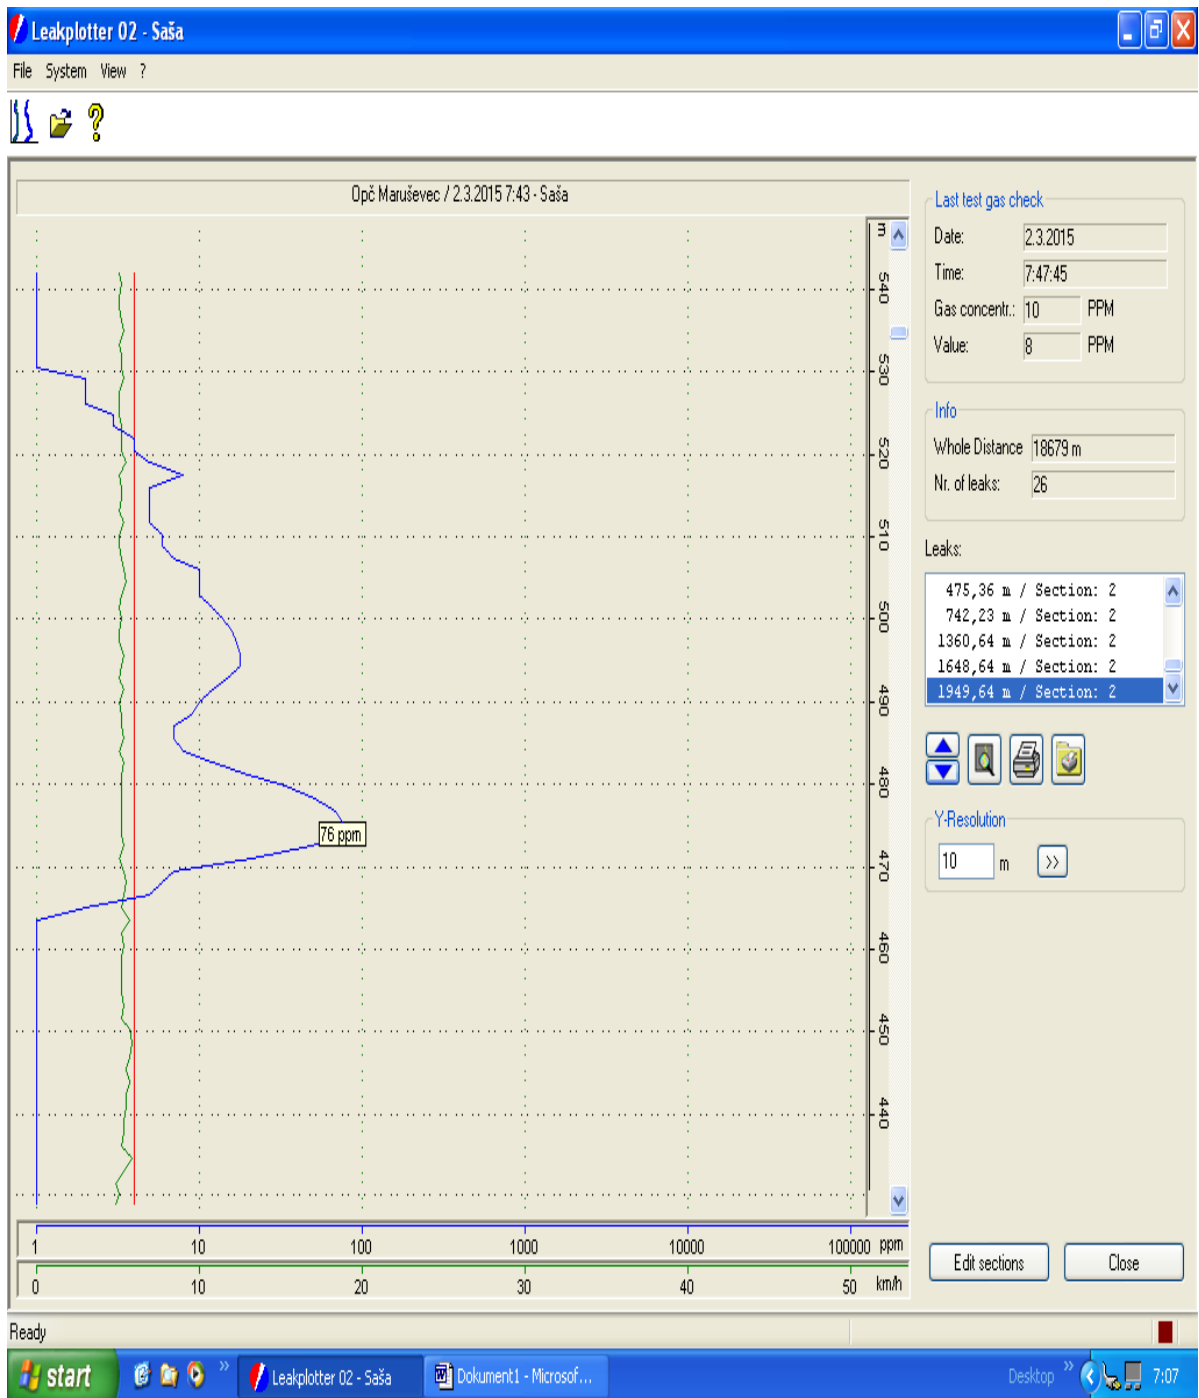 Leakplotter 02 - Saša
File System View ?
Opč Maruševec / 2.3.2015 7:43 - Saša
m
540
530
520
510
500
490
480
470
460
450
440
76 ppm
1 10 100 1000 10000 100000 ppm
0 10 20 30 40 50 km/h
Last test gas check
Date: 2.3.2015
Time: 7:47:45
Gas concentr.: 10 PPM
Value: 8 PPM
Info
Whole Distance 18679 m
Nr. of leaks: 26
Leaks:
475,36 m / Section: 2
742,23 m / Section: 2
1360,64 m / Section: 2
1648,64 m / Section: 2
1949,64 m / Section: 2
Y-Resolution
10 m >>
Edit sections Close
Ready
start » Leakplotter 02 - Saša Dokument1 - Microsof... Desktop » 7:07